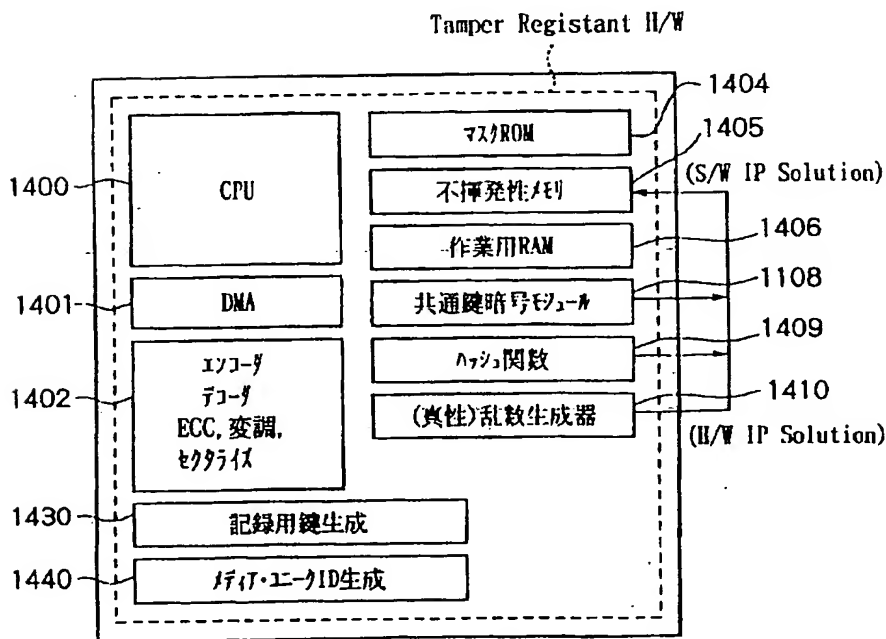 Tamper Registant H/W
1400
CPU
1401
DMA
1402
エンコーダ
デコーダ
ECC, 変調,
セクタライズ
1430
記録用鍵生成
1440
メディア・ユニークID生成
マスクROM
1404
不揮発性メモリ
1405
(S/W IP Solution)
作業用RAM
1406
共通鍵暗号モジュール
1108
ハッシュ関数
1409
(真性)乱数生成器
1410
(H/W IP Solution)